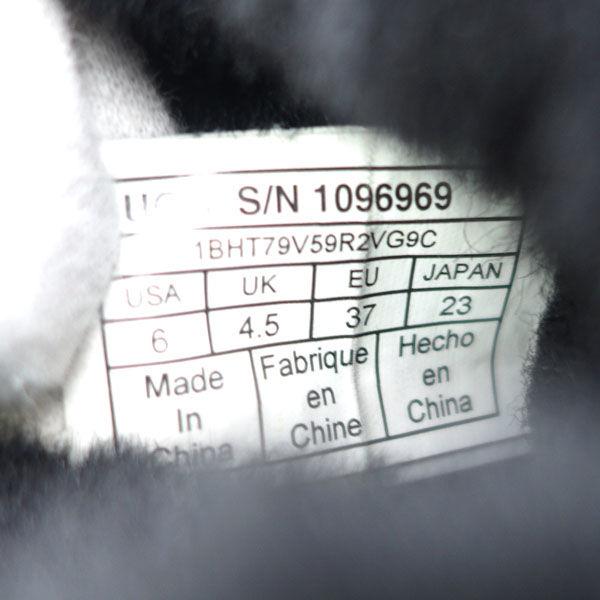 S/N 1096969
1BHT79V59R2VG9C
USA UK EU JAPAN
6 4.5 37 23
Made
In
China
Fabrique
en
Chine
Hecho
en
China